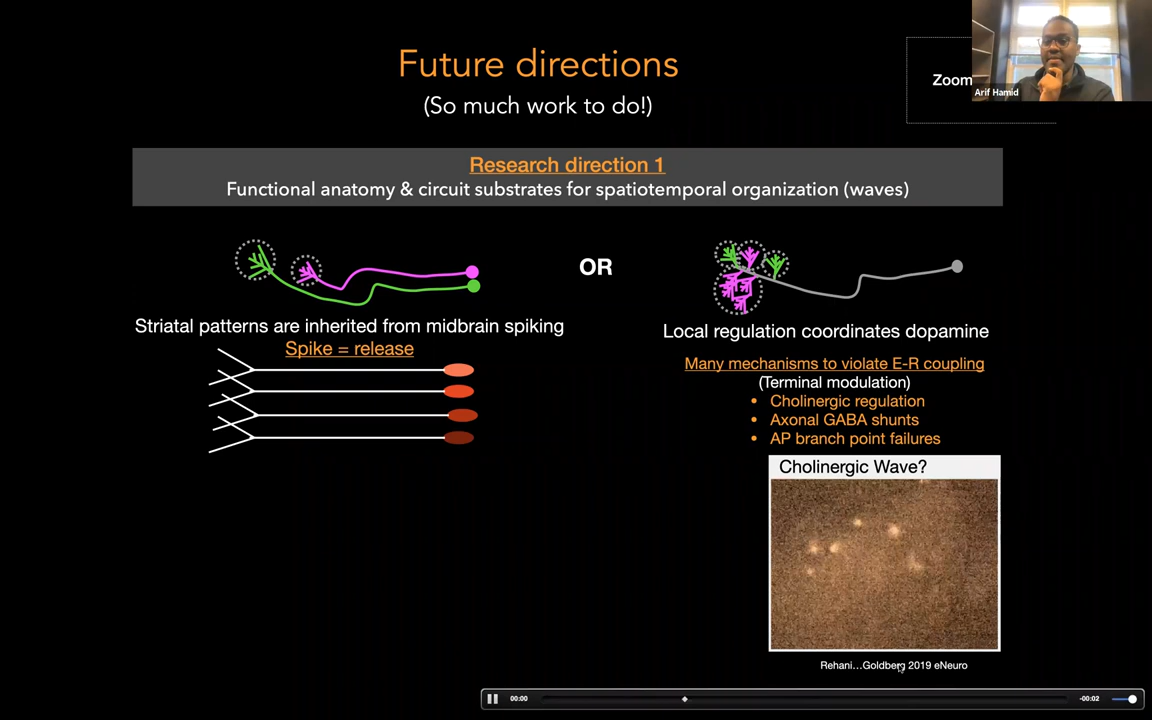 Future directions
(So much work to do!)
Zoom
Arif Hamid
Research direction 1
Functional anatomy & circuit substrates for spatiotemporal organization (waves)
OR
Striatal patterns are inherited from midbrain spiking
Spike = release
Local regulation coordinates dopamine
Many mechanisms to violate E-R coupling
(Terminal modulation)
• Cholinergic regulation
• Axonal GABA shunts
• AP branch point failures
Cholinergic Wave?
Rehani...Goldberg 2019 eNeuro
00:00
-00:02